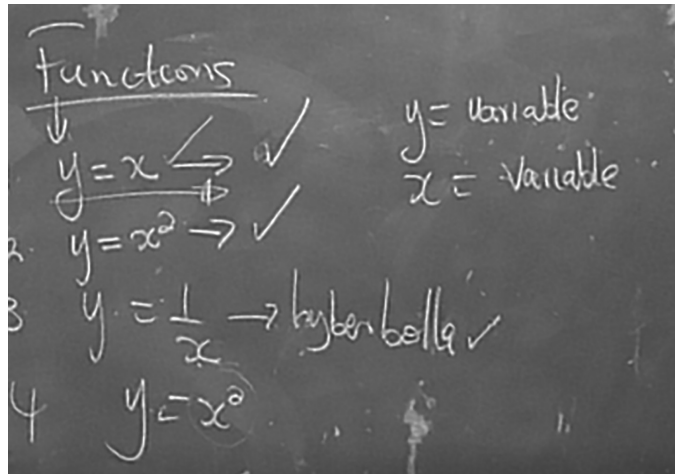 Functions
y = x → ✓
2. y = x² → ✓
3 y = 1/x → hyberbolla ✓
4 y = x²
y = variable
x = variable